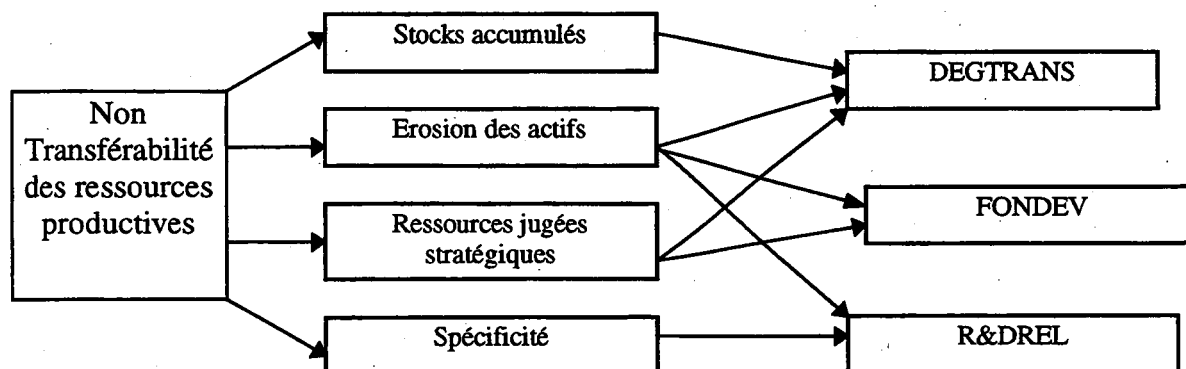 Non
Transférabilité
des ressources
productives
Stocks accumulés
Erosion des actifs
Ressources jugées
stratégiques
Spécificité
DEGTRANS
FONDEV
R&DREL